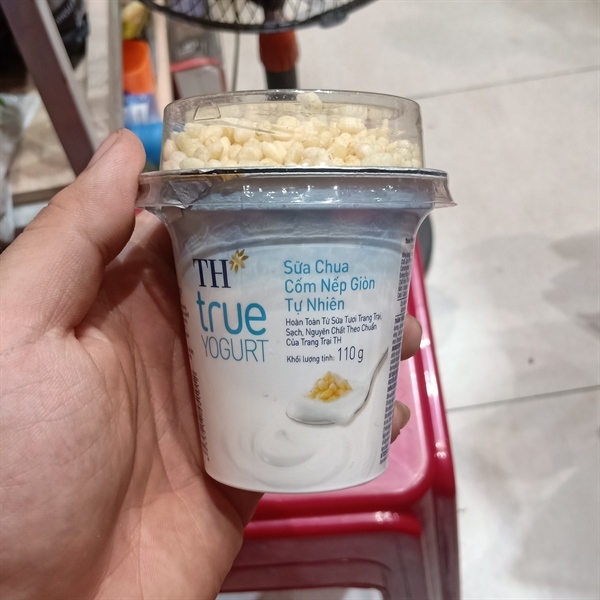 TH
true
YOGURT
Sữa Chua
Cốm Nếp Giòn
Tự Nhiên
Hoàn Toàn Từ Sữa Tươi Trang Trại,
Sạch, Nguyên Chất Theo Chuẩn
Của Trang Trại TH
Khối lượng tịnh: 110 g